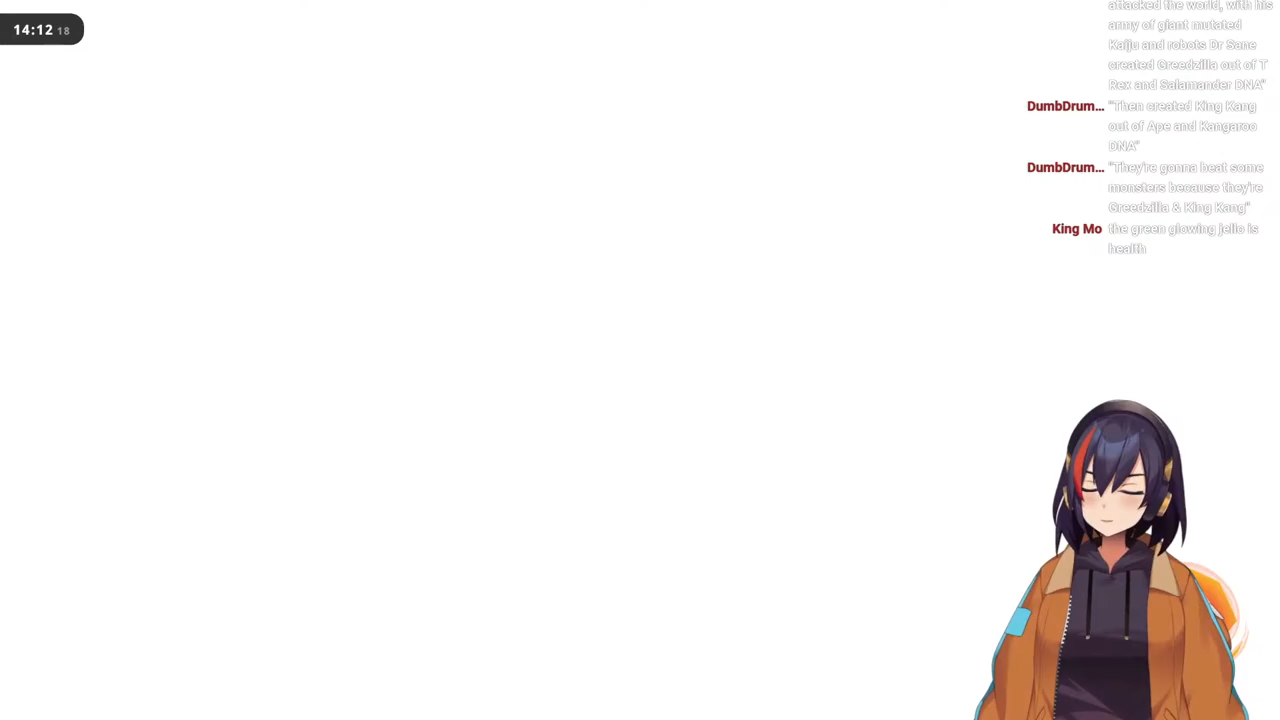 14:12 18
attacked the world, with his
army of giant mutated
Kaiju and robots Dr Sane
created Greedzilla out of T
Rex and Salamander DNA"
DumbDrum... "Then created King Kang
out of Ape and Kangaroo
DNA"
DumbDrum... "They're gonna beat some
monsters because they're
Greedzilla & King Kang"
King Mo the green glowing jello is
health